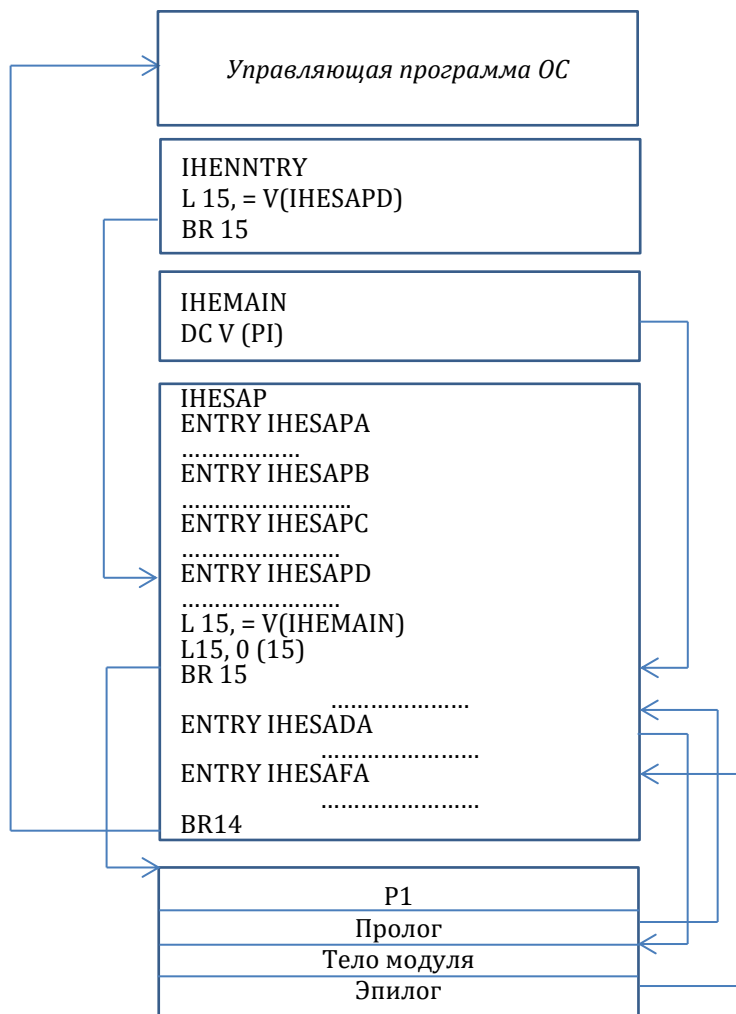 Управляющая программа ОС
IHENNTRY
L 15, = V(IHESAPD)
BR 15
IHEMAIN
DC V (PI)
IHESAP
ENTRY IHESAPA
………………
ENTRY IHESAPB
……………………..
ENTRY IHESAPC
……………………
ENTRY IHESAPD
……………………
L 15, = V(IHEMAIN)
L15, 0 (15)
BR 15
…………………
ENTRY IHESADA
……………………
ENTRY IHESAFA
……………………
BR14
P1
Пролог
Тело модуля
Эпилог